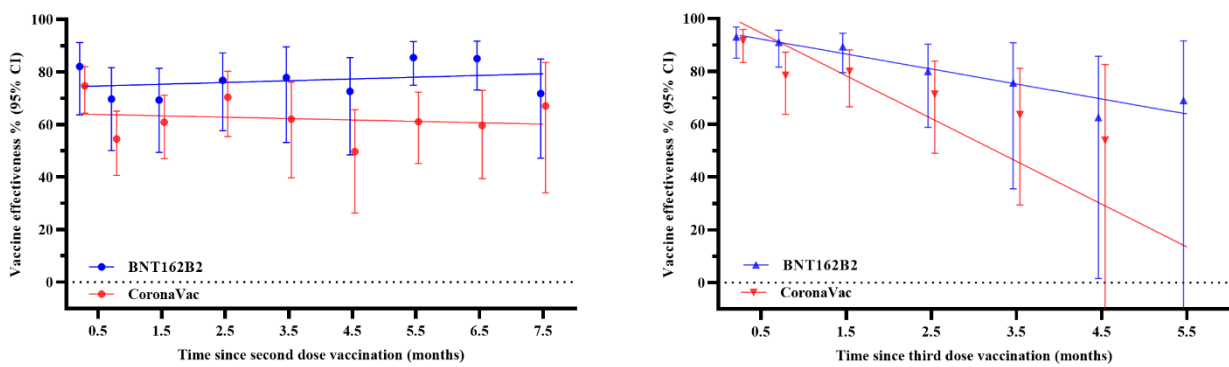 Vaccine effectiveness % (95% CI)
100
80
60
40
20
0
BNT162B2
CoronaVac
0.5 1.5 2.5 3.5 4.5 5.5 6.5 7.5
Time since second dose vaccination (months)
Vaccine effectiveness % (95% CI)
100
80
60
40
20
0
BNT162B2
CoronaVac
0.5 1.5 2.5 3.5 4.5 5.5
Time since third dose vaccination (months)